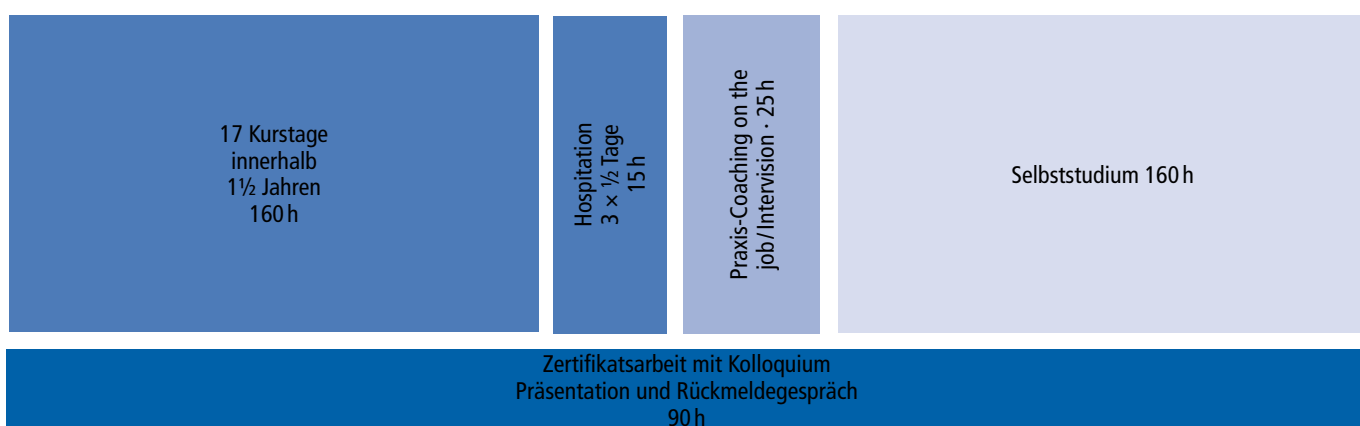 17 Kurstage
innerhalb
1½ Jahren
160 h
Hospitation
3 × ½ Tage
15 h
Praxis-Coaching on the
job / Intervision · 25 h
Selbststudium 160 h
Zertifikatsarbeit mit Kolloquium
Präsentation und Rückmeldegespräch
90 h